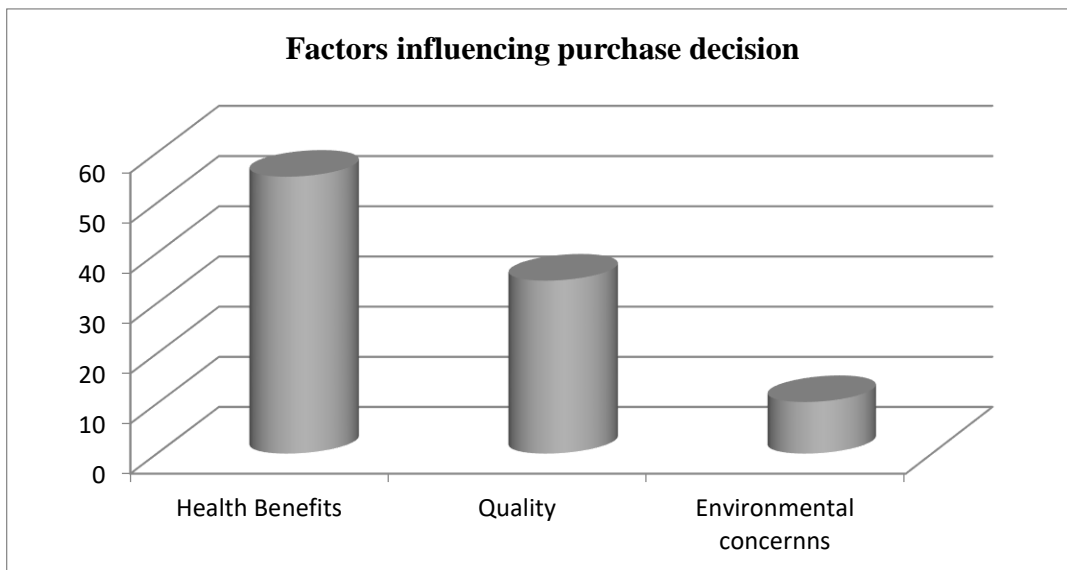 Factors influencing purchase decision
60
50
40
30
20
10
0
Health Benefits
Quality
Environmental
concernns